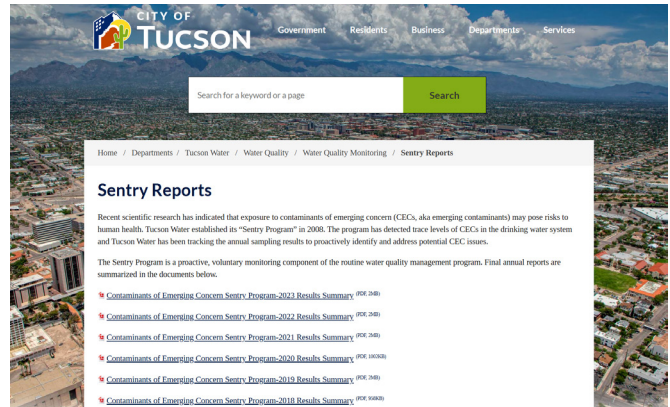 CITY OF
TUCSON
Government Residents Business Departments Services
Search for a keyword or a page Search
Home / Departments / Tucson Water / Water Quality / Water Quality Monitoring / Sentry Reports
Sentry Reports
Recent scientific research has indicated that exposure to contaminants of emerging concern (CECs, aka emerging contaminants) may pose risks to
human health. Tucson Water established its “Sentry Program” in 2008. The program has detected trace levels of CECs in the drinking water system
and Tucson Water has been tracking the annual sampling results to proactively identify and address potential CEC issues.
The Sentry Program is a proactive, voluntary monitoring component of the routine water quality management program. Final annual reports are
summarized in the documents below.
Contaminants of Emerging Concern Sentry Program-2023 Results Summary (PDF, 2MB)
Contaminants of Emerging Concern Sentry Program-2022 Results Summary (PDF, 2MB)
Contaminants of Emerging Concern Sentry Program-2021 Results Summary (PDF, 2MB)
Contaminants of Emerging Concern Sentry Program-2020 Results Summary (PDF, 1003KB)
Contaminants of Emerging Concern Sentry Program-2019 Results Summary (PDF, 2MB)
Contaminants of Emerging Concern Sentry Program-2018 Results Summary (PDF, 958KB)